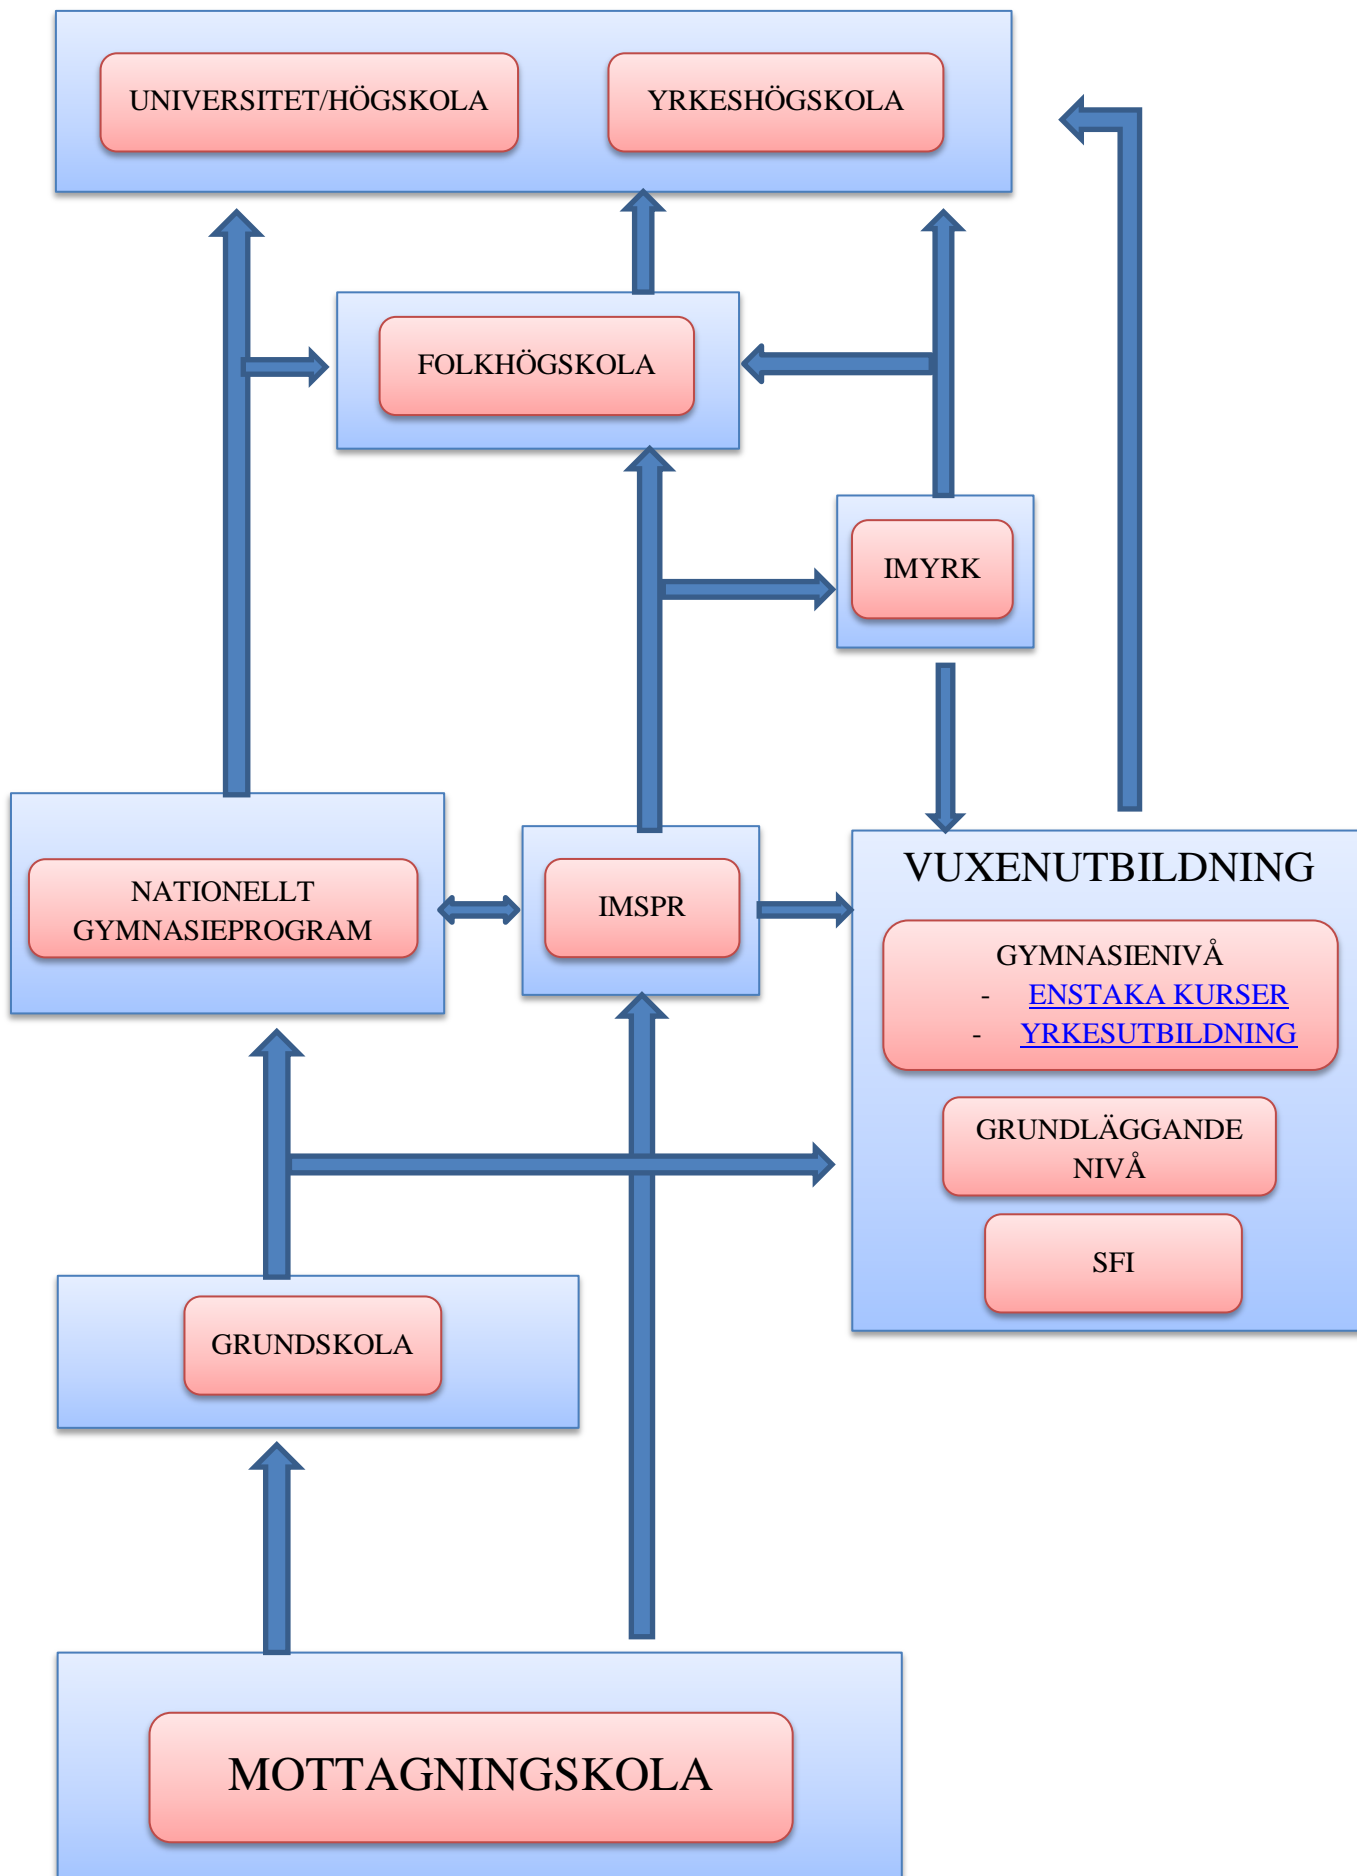 UNIVERSITET/HÖGSKOLA
YRKESHÖGSKOLA
FOLKHÖGSKOLA
IMYRK
NATIONELLT
GYMNASIEPROGRAM
IMSPR
VUXENUTBILDNING
GYMNASIENIVÅ
- ENSTAKA KURSER
- YRKESUTBILDNING
GRUNDLÄGGANDE
NIVÅ
SFI
GRUNDSKOLA
MOTTAGNINGSKOLA